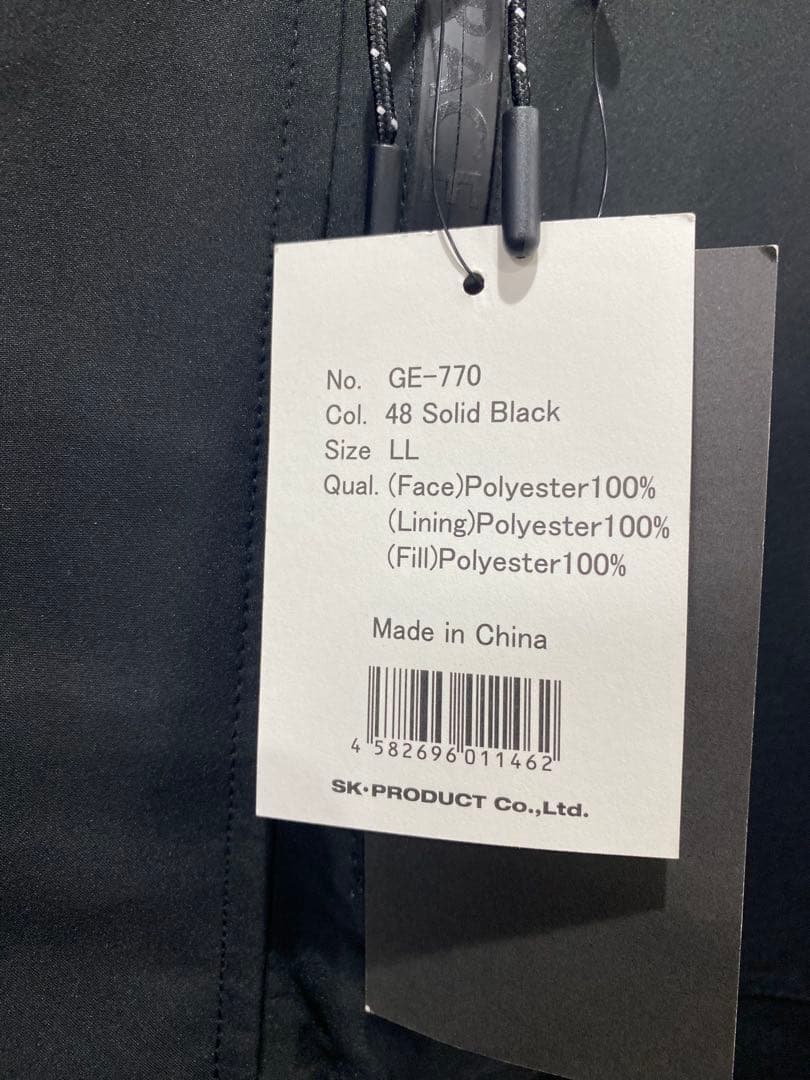 No. GE-770
Col. 48 Solid Black
Size LL
Qual. (Face)Polyester100%
(Lining)Polyester100%
(Fill)Polyester100%
Made in China
4 582696 011462
SK・PRODUCT Co.,Ltd.